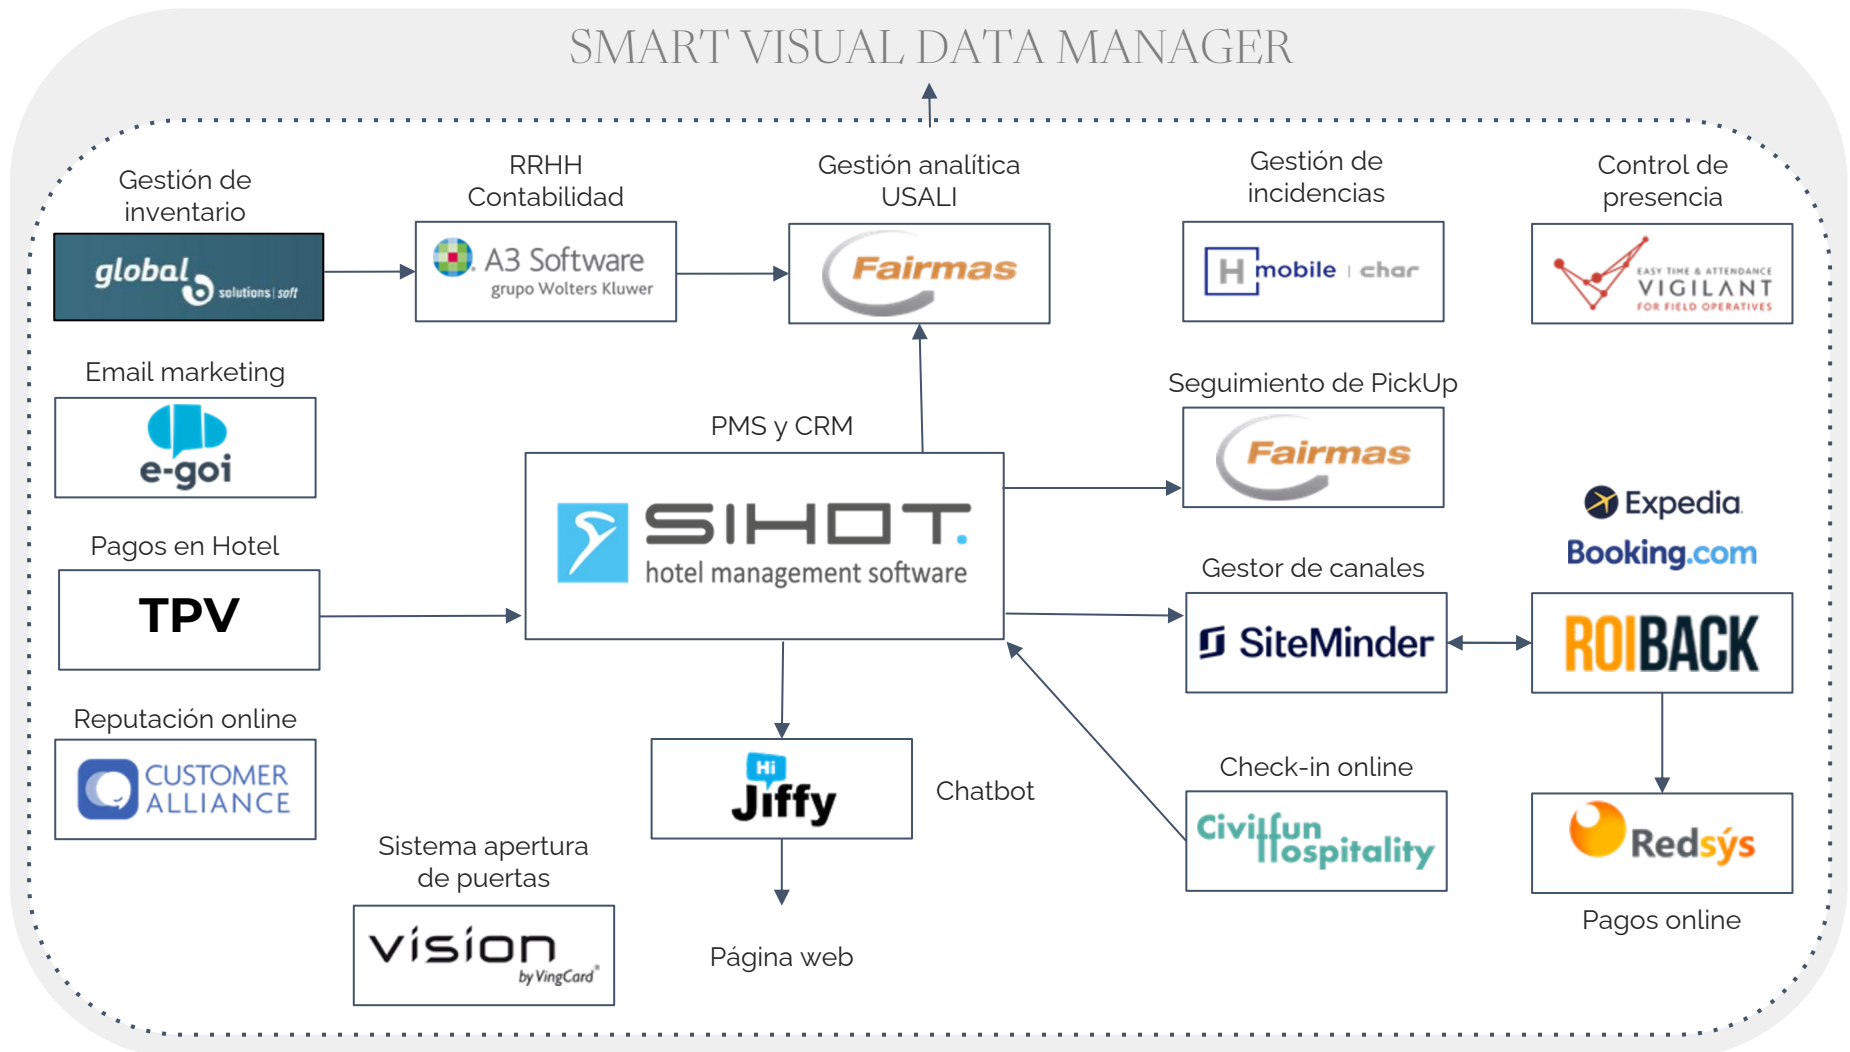 SMART VISUAL DATA MANAGER
Gestión de
inventario
global
solutions | soft
RRHH
Contabilidad
A3 Software
grupo Wolters Kluwer
Gestión analítica
USALI
Fairmas
Gestión de
incidencias
H mobile | char
Control de
presencia
EASY TIME & ATTENDANCE
VIGILANT
FOR FIELD OPERATIVES
Email marketing
e-goi
PMS y CRM
SIHOT.
hotel management software
Seguimiento de PickUp
Fairmas
Pagos en Hotel
TPV
Gestor de canales
SiteMinder
Expedia
Booking.com
ROIBACK
Reputación online
CUSTOMER
ALLIANCE
Hi
Jiffy
Chatbot
Check-in online
Civilfun
Hospitality
Redsýs
Pagos online
Sistema apertura
de puertas
vision
by VingCard®
Página web